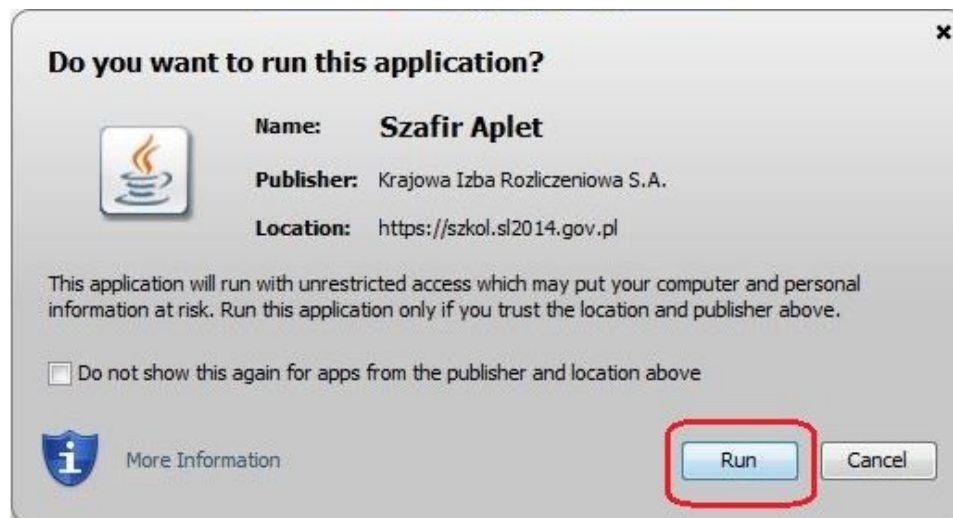 Do you want to run this application?
Name: Szafir Aplet
Publisher: Krajowa Izba Rozliczeniowa S.A.
Location: https://szkol.sl2014.gov.pl
This application will run with unrestricted access which may put your computer and personal
information at risk. Run this application only if you trust the location and publisher above.
Do not show this again for apps from the publisher and location above
More Information
Run
Cancel